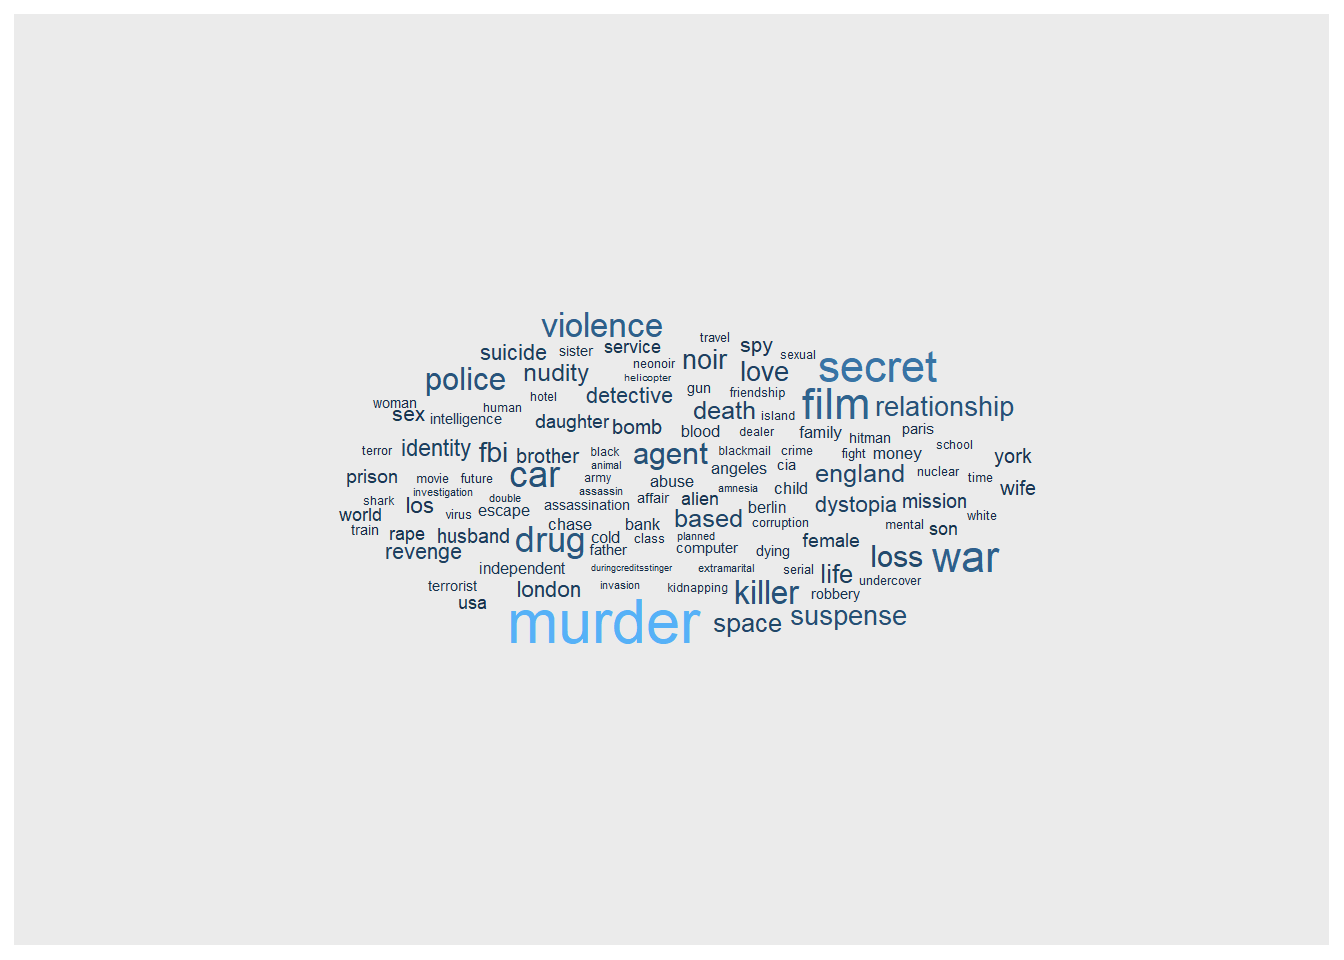 violence
travel
suicide sister service noir spy sexual
neonoir
police nudity helicopter love secret
hotel detective gun friendship
woman human film relationship
sex intelligence daughter bomb death island
blood dealer family hitman paris
terror identity fbi brother black agent blackmail crime fight money school york
animal angeles cia
prison movie future car army abuse england nuclear time wife
shark investigation double assassin affair alien amnesia child
world los virus escape assassination berlin dystopia mission
train rape husband chase bank based corruption mental son white
revenge drug cold class planned
father computer dying female loss war
independent duringcreditsstinger extramarital serial life undercover
terrorist london invasion kidnapping killer robbery
usa murder space suspense